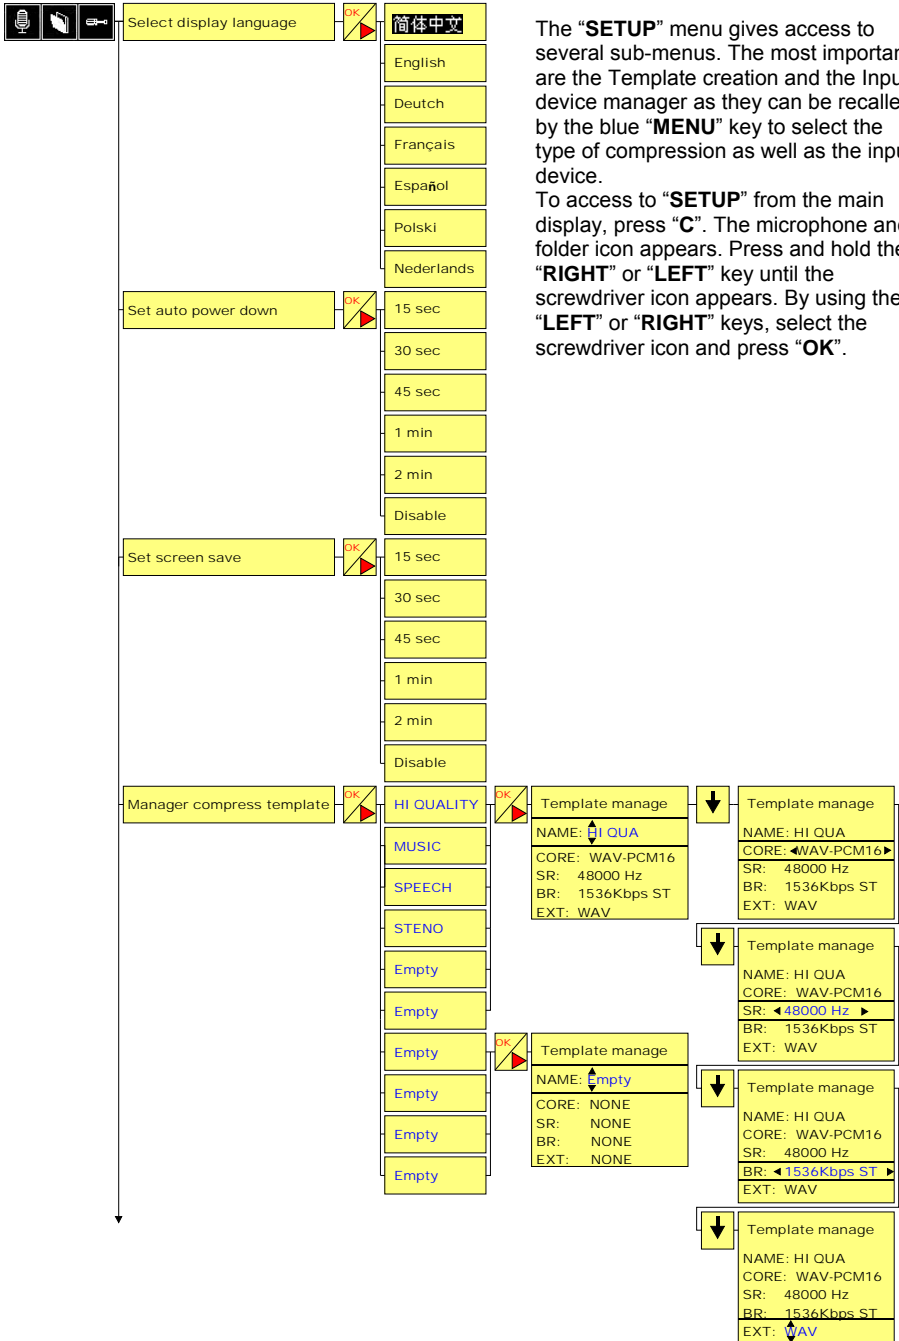 Select display language
OK
简体中文
English
Deutch
Français
Español
Polski
Nederlands
The “SETUP” menu gives access to
several sub-menus. The most importan
are the Template creation and the Inpu
device manager as they can be recalle
by the blue “MENU” key to select the
type of compression as well as the inpu
device.
To access to “SETUP” from the main
display, press “C”. The microphone and
folder icon appears. Press and hold the
“RIGHT” or “LEFT” key until the
screwdriver icon appears. By using the
“LEFT” or “RIGHT” keys, select the
screwdriver icon and press “OK”.
Set auto power down
OK
15 sec
30 sec
45 sec
1 min
2 min
Disable
Set screen save
OK
15 sec
30 sec
45 sec
1 min
2 min
Disable
Manager compress template
OK
HI QUALITY
MUSIC
SPEECH
STENO
Empty
Empty
Empty
Empty
Empty
Empty
OK
Template manage
NAME: HI QUA
CORE: WAV-PCM16
SR: 48000 Hz
BR: 1536Kbps ST
EXT: WAV
Template manage
NAME: HI QUA
CORE: WAV-PCM16
SR: 48000 Hz
BR: 1536Kbps ST
EXT: WAV
Template manage
NAME: HI QUA
CORE: WAV-PCM16
SR: 48000 Hz
BR: 1536Kbps ST
EXT: WAV
OK
Template manage
NAME: Empty
CORE: NONE
SR: NONE
BR: NONE
EXT: NONE
Template manage
NAME: HI QUA
CORE: WAV-PCM16
SR: 48000 Hz
BR: 1536Kbps ST
EXT: WAV
Template manage
NAME: HI QUA
CORE: WAV-PCM16
SR: 48000 Hz
BR: 1536Kbps ST
EXT: WAV